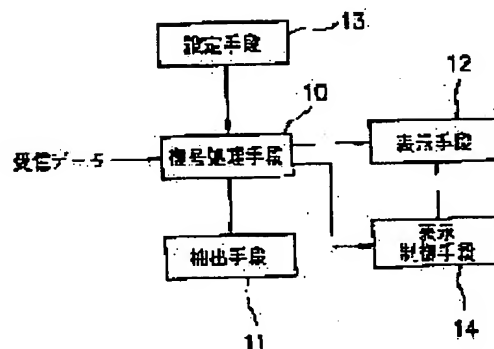 13
設定手段
12
10
受信データ
復号処理手段
表示手段
抽出手段
表示
制御手段
11
14